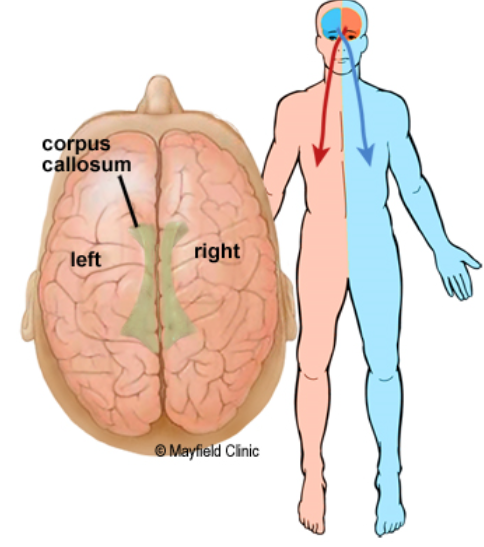 corpus
callosum
left
right
© Mayfield Clinic